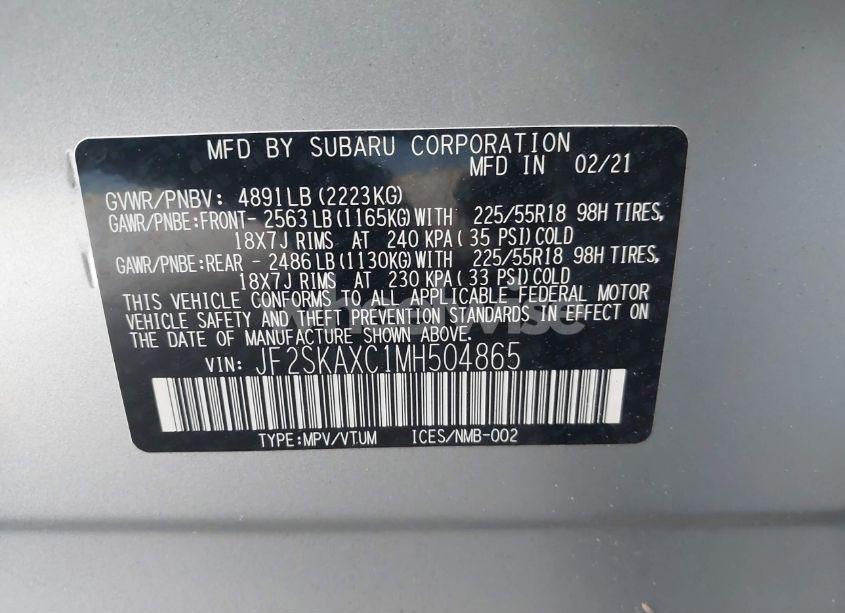 MFD BY SUBARU CORPORATION
MFD IN 02/21
GVWR/PNBV: 4891LB (2223KG)
GAWR/PNBE:FRONT- 2563LB (1165KG) WITH 225/55R18 98H TIRES,
18X7J RIMS AT 240 KPA( 35 PSI)COLD
GAWR/PNBE:REAR - 2486LB (1130KG) WITH 225/55R18 98H TIRES,
18X7J RIMS AT 230 KPA( 33 PSI)COLD
THIS VEHICLE CONFORMS TO ALL APPLICABLE FEDERAL MOTOR
VEHICLE SAFETY AND THEFT PREVENTION STANDARDS IN EFFECT ON
THE DATE OF MANUFACTURE SHOWN ABOVE.
VIN: JF2SKAXC1MH504865
TYPE:MPV/VTUM ICES/NMB-002